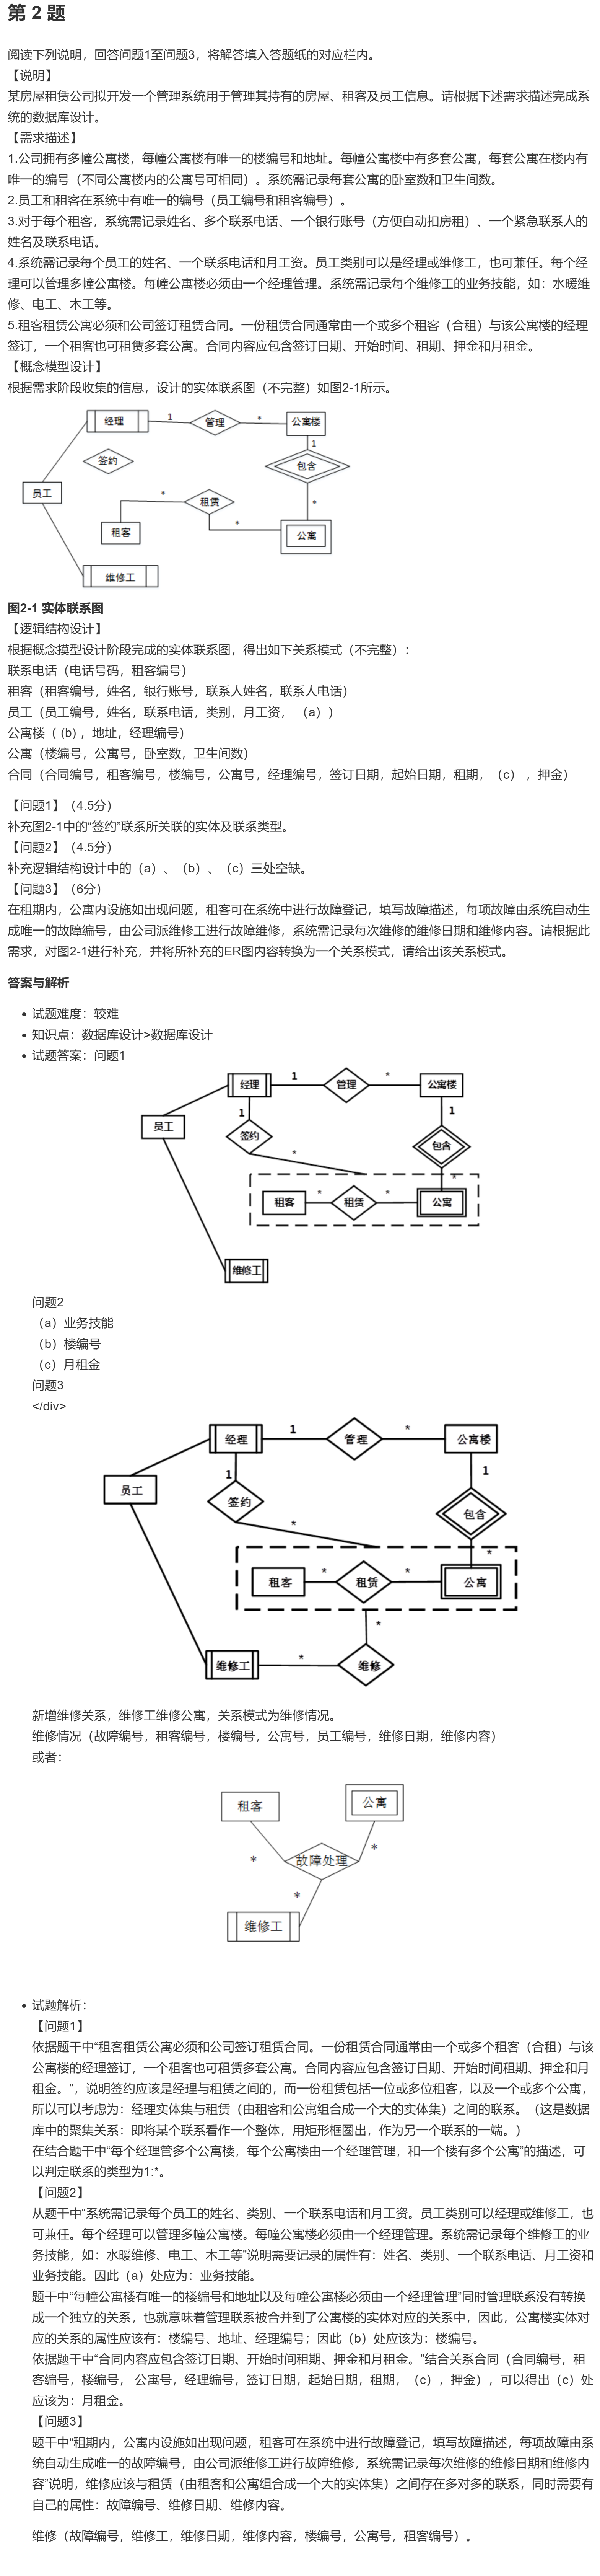 第 2 题
阅读下列说明，回答问题1至问题3，将解答填入答题纸的对应栏内。
【说明】
某房屋租赁公司拟开发一个管理系统用于管理其持有的房屋、租客及员工信息。请根据下述需求描述完成系
统的数据库设计。
【需求描述】
1.公司拥有多幢公寓楼，每幢公寓楼有唯一的楼编号和地址。每幢公寓楼中有多套公寓，每套公寓在楼内有
唯一的编号（不同公寓楼内的公寓号可相同）。系统需记录每套公寓的卧室数和卫生间数。
2.员工和租客在系统中有唯一的编号（员工编号和租客编号）。
3.对于每个租客，系统需记录姓名、多个联系电话、一个银行账号（方便自动扣房租）、一个紧急联系人的
姓名及联系电话。
4.系统需记录每个员工的姓名、一个联系电话和月工资。员工类别可以是经理或维修工，也可兼任。每个经
理可以管理多幢公寓楼。每幢公寓楼必须由一个经理管理。系统需记录每个维修工的业务技能，如：水暖维
修、电工、木工等。
5.租客租赁公寓必须和公司签订租赁合同。一份租赁合同通常由一个或多个租客（合租）与该公寓楼的经理
签订，一个租客也可租赁多套公寓。合同内容应包含签订日期、开始时间、租期、押金和月租金。
【概念模型设计】
根据需求阶段收集的信息，设计的实体联系图（不完整）如图2-1所示。
经理 1 管理 * 公寓楼
1
签约 包含
员工
* 租赁 *
*
租客 公寓
维修工
图2-1 实体联系图
【逻辑结构设计】
根据概念摸型设计阶段完成的实体联系图，得出如下关系模式（不完整）：
联系电话（电话号码，租客编号）
租客（租客编号，姓名，银行账号，联系人姓名，联系人电话）
员工（员工编号，姓名，联系电话，类别，月工资， （a））
公寓楼（ (b) ，地址，经理编号）
公寓（楼编号，公寓号，卧室数，卫生间数）
合同（合同编号，租客编号，楼编号，公寓号，经理编号，签订日期，起始日期，租期，（c） ，押金）
【问题1】（4.5分）
补充图2-1中的“签约”联系所关联的实体及联系类型。
【问题2】（4.5分）
补充逻辑结构设计中的（a）、（b）、（c）三处空缺。
【问题3】（6分）
在租期内，公寓内设施如出现问题，租客可在系统中进行故障登记，填写故障描述，每项故障由系统自动生
成唯一的故障编号，由公司派维修工进行故障维修，系统需记录每次维修的维修日期和维修内容。请根据此
需求，对图2-1进行补充，并将所补充的ER图内容转换为一个关系模式，请给出该关系模式。
答案与解析
• 试题难度：较难
• 知识点：数据库设计>数据库设计
• 试题答案：问题1
经理 1 管理 * 公寓楼
1 1
员工 签约 包含
* *
租客 * 租赁 * 公寓
维修工
问题2
（a）业务技能
（b）楼编号
（c）月租金
问题3
</div>
经理 1 管理 * 公寓楼
1 1
员工 签约 包含
* *
租客 * 租赁 * 公寓
*
维修工 * 维修
新增维修关系，维修工维修公寓，关系模式为维修情况。
维修情况（故障编号，租客编号，楼编号，公寓号，员工编号，维修日期，维修内容）
或者：
租客 公寓
* 故障处理 *
*
维修工
• 试题解析：
【问题1】
依据题干中“租客租赁公寓必须和公司签订租赁合同。一份租赁合同通常由一个或多个租客（合租）与该
公寓楼的经理签订，一个租客也可租赁多套公寓。合同内容应包含签订日期、开始时间租期、押金和月
租金。”，说明签约应该是经理与租赁之间的，而一份租赁包括一位或多位租客，以及一个或多个公寓，
所以可以考虑为：经理实体集与租赁（由租客和公寓组合成一个大的实体集）之间的联系。（这是数据
库中的聚集关系：即将某个联系看作一个整体，用矩形框圈出，作为另一个联系的一端。）
在结合题干中“每个经理管多个公寓楼，每个公寓楼由一个经理管理，和一个楼有多个公寓”的描述，可
以判定联系的类型为1:*。
【问题2】
从题干中“系统需记录每个员工的姓名、类别、一个联系电话和月工资。员工类别可以经理或维修工，也
可兼任。每个经理可以管理多幢公寓楼。每幢公寓楼必须由一个经理管理。系统需记录每个维修工的业
务技能，如：水暖维修、电工、木工等”说明需要记录的属性有：姓名、类别、一个联系电话、月工资和
业务技能。因此（a）处应为：业务技能。
题干中“每幢公寓楼有唯一的楼编号和地址以及每幢公寓楼必须由一个经理管理”同时管理联系没有转换
成一个独立的关系，也就意味着管理联系被合并到了公寓楼的实体对应的关系中，因此，公寓楼实体对
应的关系的属性应该有：楼编号、地址、经理编号；因此（b）处应该为：楼编号。
依据题干中“合同内容应包含签订日期、开始时间租期、押金和月租金。”结合关系合同（合同编号，租
客编号，楼编号， 公寓号，经理编号，签订日期，起始日期，租期，（c），押金），可以得出（c）处
应该为：月租金。
【问题3】
题干中“租期内，公寓内设施如出现问题，租客可在系统中进行故障登记，填写故障描述，每项故障由系
统自动生成唯一的故障编号，由公司派维修工进行故障维修，系统需记录每次维修的维修日期和维修内
容”说明，维修应该与租赁（由租客和公寓组合成一个大的实体集）之间存在多对多的联系，同时需要有
自己的属性：故障编号、维修日期、维修内容。
维修（故障编号，维修工，维修日期，维修内容，楼编号，公寓号，租客编号）。